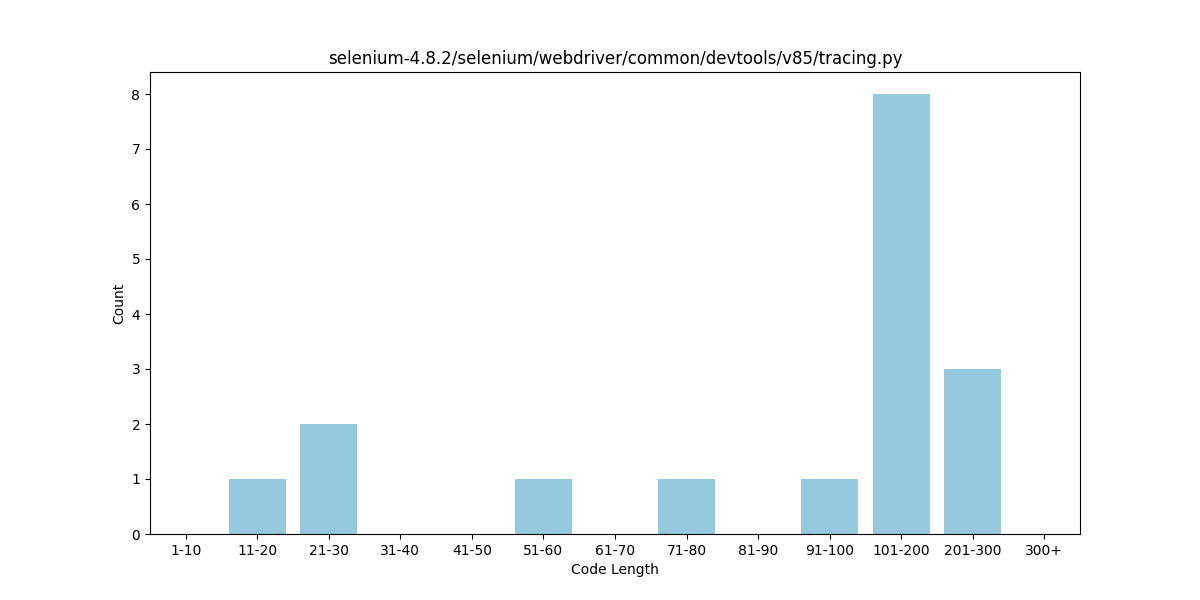 selenium-4.8.2/selenium/webdriver/common/devtools/v85/tracing.py
8
7
6
5
4
3
2
1
0
Count
1-10 11-20 21-30 31-40 41-50 51-60 61-70 71-80 81-90 91-100 101-200 201-300 300+
Code Length